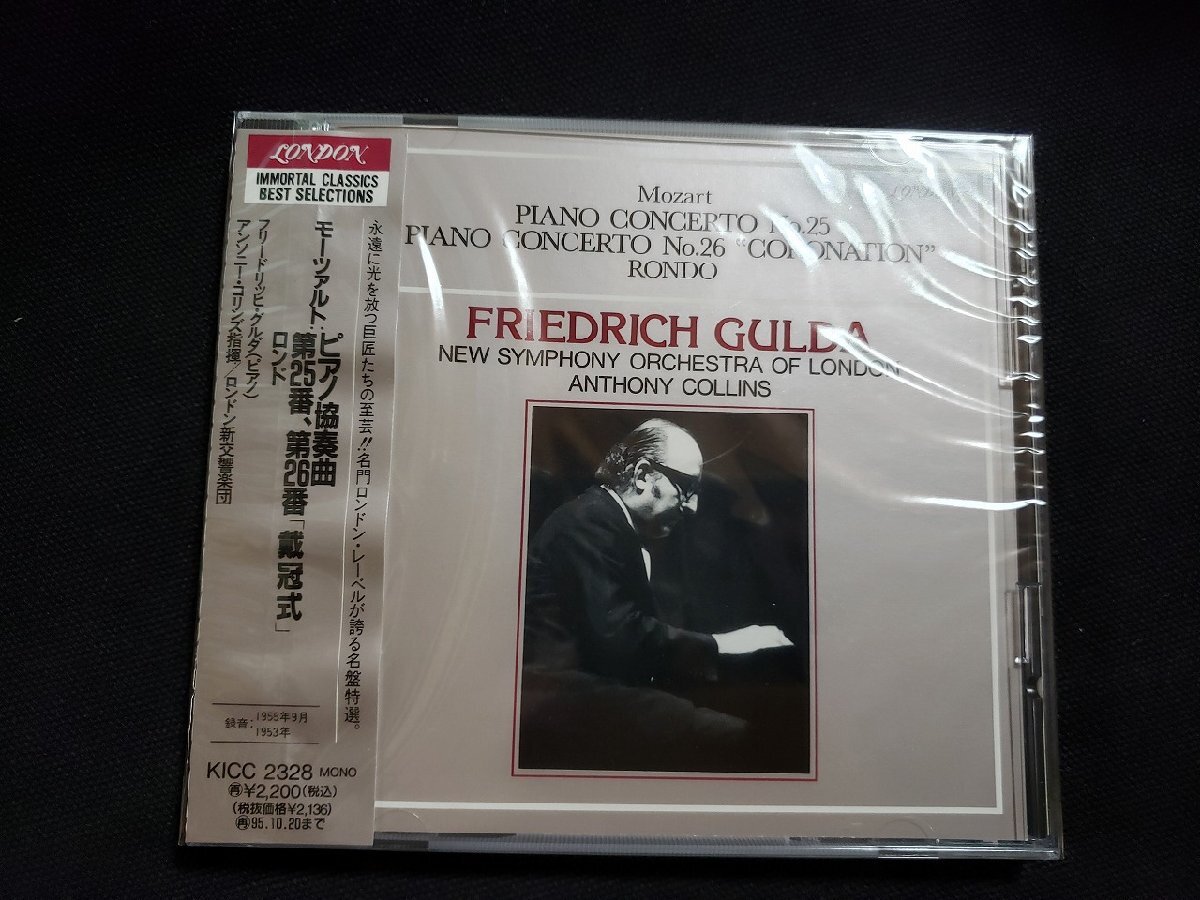 LONDON
IMMORTAL CLASSICS
BEST SELECTIONS
永遠に光を放つ巨匠たちの至芸!!名門ロンドン・レーベルが誇る名盤特選。
モーツァルト:ピアノ協奏曲
第25番、第26番「戴冠式」
ロンド
フリードリッヒ・グルダ(ピアノ)
アンソニー・コリンズ指揮/ロンドン新交響楽団
録音:1955年9月
1953年
KICC 2328 MONO
再¥2,200(税込)
(税抜価格¥2,136)
再95.10.20まで
LONDON
Mozart
PIANO CONCERTO No.25
PIANO CONCERTO No.26 “CORONATION”
RONDO
FRIEDRICH GULDA
NEW SYMPHONY ORCHESTRA OF LONDON
ANTHONY COLLINS